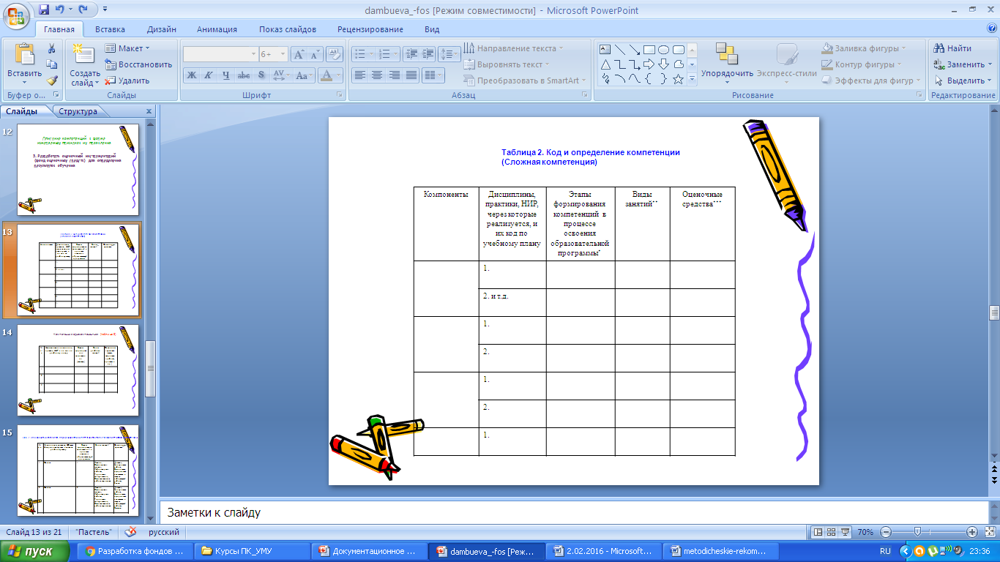 dambueva_-fos [Режим совместимости] - Microsoft PowerPoint
Главная Вставка Дизайн Анимация Показ слайдов Рецензирование Вид
Вставить
Буфер о...
Создать слайд
Макет
Восстановить
Удалить
Слайды
6+
Ж К Ч abc S AV Aa A
Шрифт
Направление текста
Выровнять текст
Преобразовать в SmartArt
Абзац
Упорядочить
Экспресс-стили
Заливка фигуры
Контур фигуры
Эффекты для фигур
Рисование
Найти
Заменить
Выделить
Редактирование
Слайды Структура
12
3. Разработать оценочный инструментарий
(фонд оценочных средств) для определения
результатов обучения
13
14
15
Таблица 2. Код и определение компетенции
(Сложная компетенция)
Компоненты
Дисциплины,
практики, НИР,
через которые
реализуется, и
их код по
учебному плану
Этапы
формирования
компетенций в
процессе
освоения
образовательной
программы*
Виды
занятий**
Оценочные
средства***
1.
2. и т.д.
1.
2.
1.
2.
1.
Заметки к слайду
Слайд 13 из 21 "Пастель" русский 70%
пуск Разработка фондов ... Курсы ПК_УМУ Документационное ... dambueva_-fos [Реж... 2.02.2016 - Microsoft... metodicheskie-rekom... RU 23:36